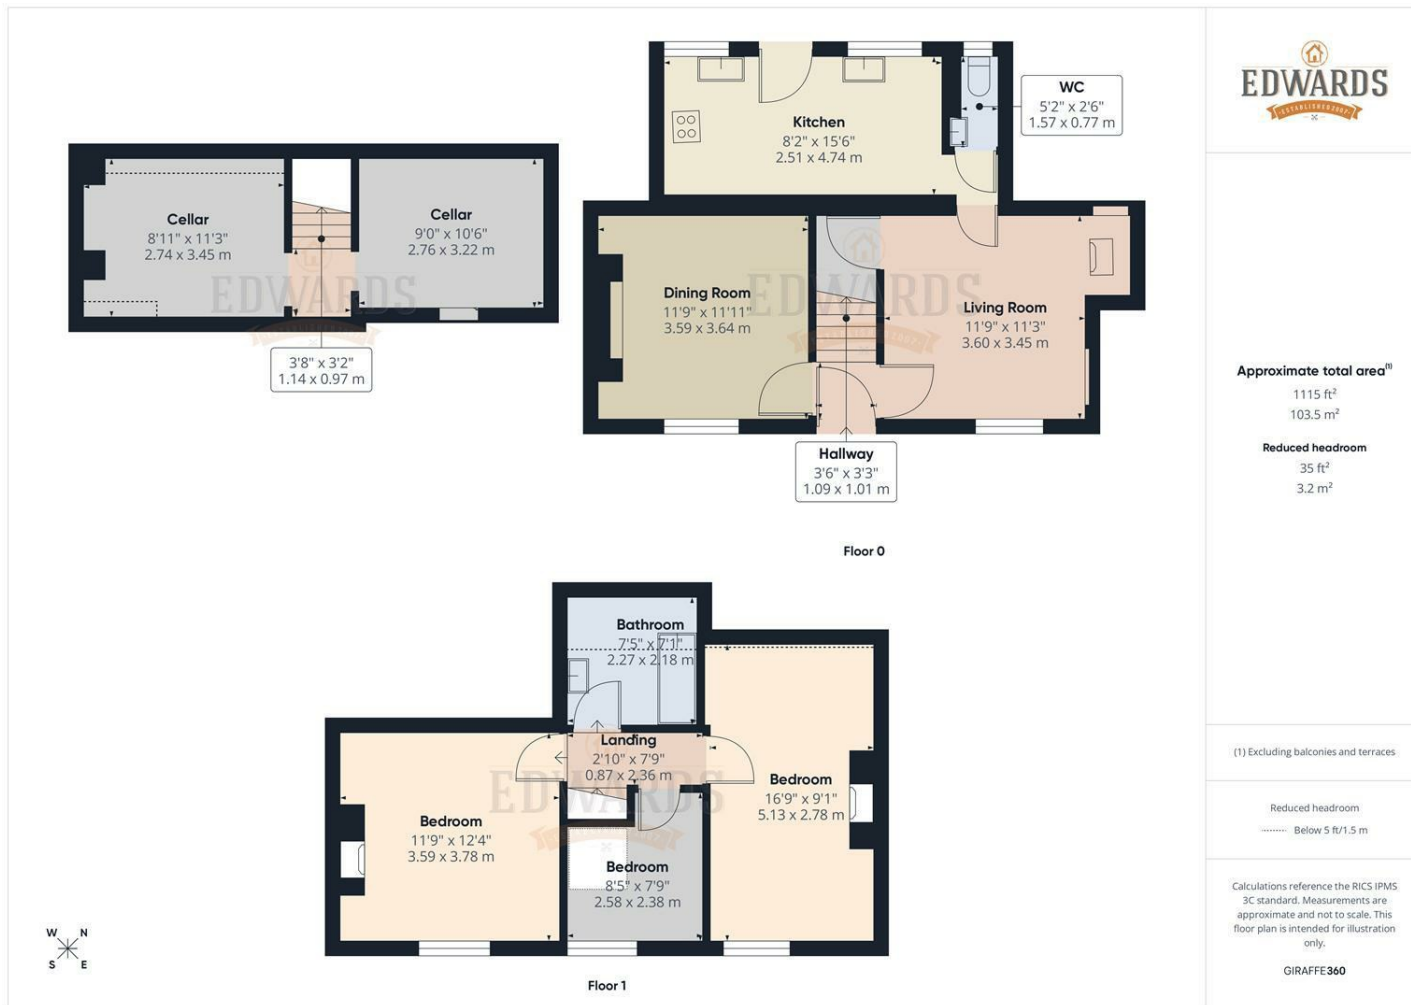 Cellar
8'11" x 11'3"
2.74 x 3.45 m
Cellar
9'0" x 10'6"
2.76 x 3.22 m
3'8" x 3'2"
1.14 x 0.97 m
EDWARDS
Kitchen
8'2" x 15'6"
2.51 x 4.74 m
WC
5'2" x 2'6"
1.57 x 0.77 m
Dining Room
11'9" x 11'11"
3.59 x 3.64 m
Living Room
11'9" x 11'3"
3.60 x 3.45 m
EDWARDS
Hallway
3'6" x 3'3"
1.09 x 1.01 m
Floor 0
Bathroom
7'5" x 7'1"
2.27 x 2.18 m
Landing
2'10" x 7'9"
0.87 x 2.36 m
EDWARDS
Bedroom
11'9" x 12'4"
3.59 x 3.78 m
Bedroom
8'5" x 7'9"
2.58 x 2.38 m
Bedroom
16'9" x 9'1"
5.13 x 2.78 m
Floor 1
W N
S E
EDWARDS
ESTABLISHED 2007
Approximate total area(1)
1115 ft²
103.5 m²
Reduced headroom
35 ft²
3.2 m²
(1) Excluding balconies and terraces
Reduced headroom
Below 5 ft/1.5 m
Calculations reference the RICS IPMS
3C standard. Measurements are
approximate and not to scale. This
floor plan is intended for illustration
only.
GIRAFFE360